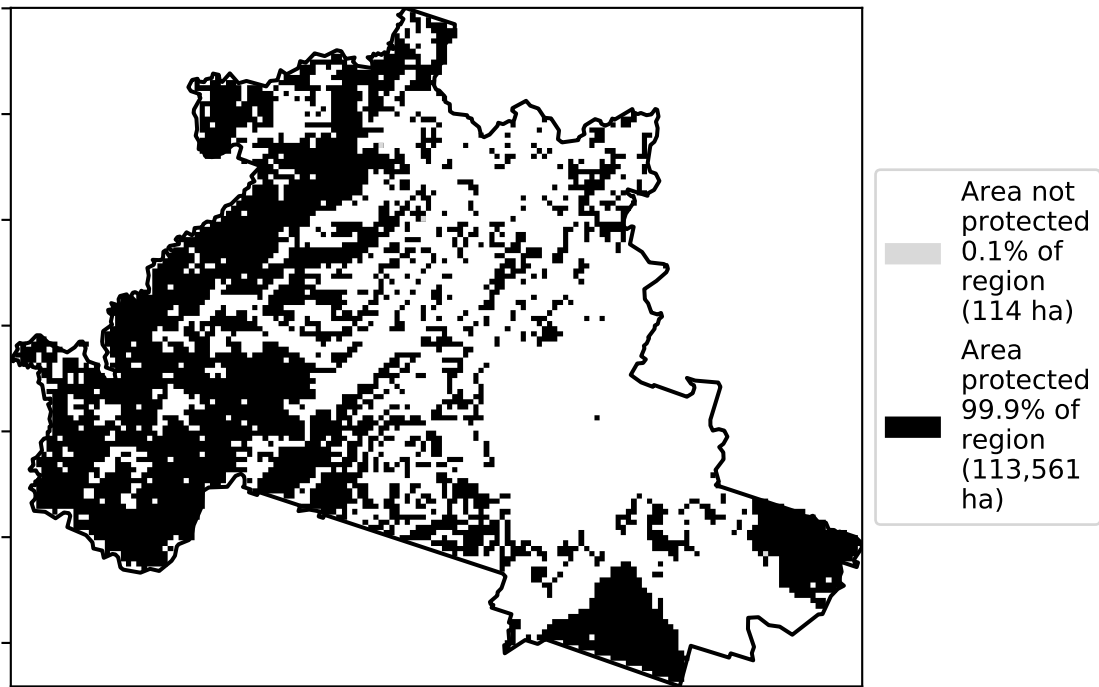 Area not
protected
0.1% of
region
(114 ha)
Area
protected
99.9% of
region
(113,561
ha)